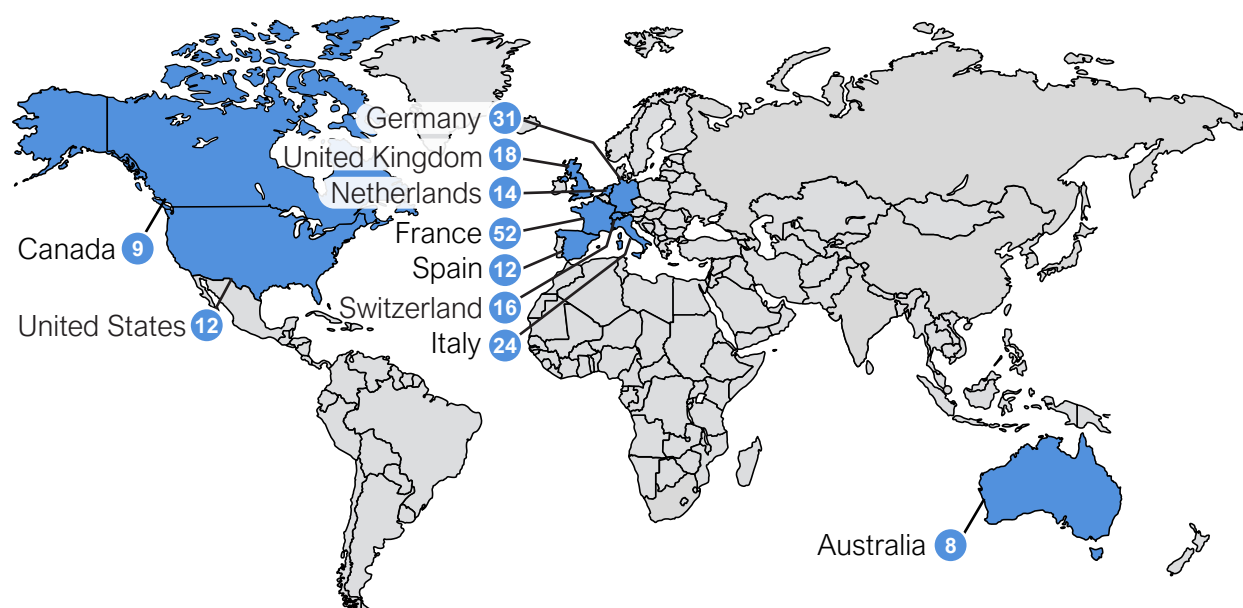 Germany 31
United Kingdom 18
Netherlands 14
France 52
Canada 9
Spain 12
Switzerland 16
United States 12
Italy 24
Australia 8